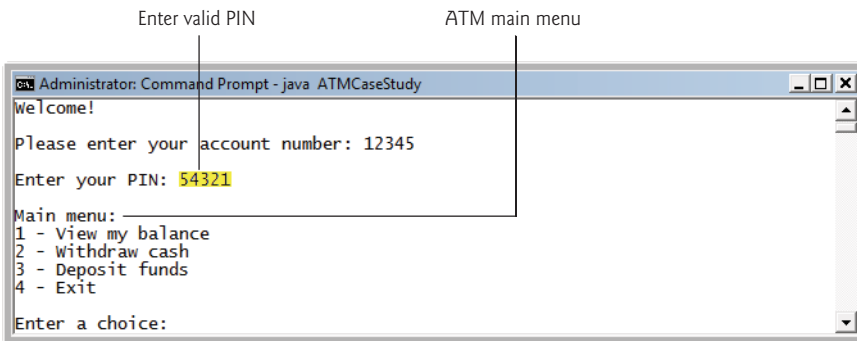 Enter valid PIN
ATM main menu
Administrator: Command Prompt - java ATMCaseStudy
Welcome!
Please enter your account number: 12345
Enter your PIN: 54321
Main menu:
1 - View my balance
2 - Withdraw cash
3 - Deposit funds
4 - Exit
Enter a choice: